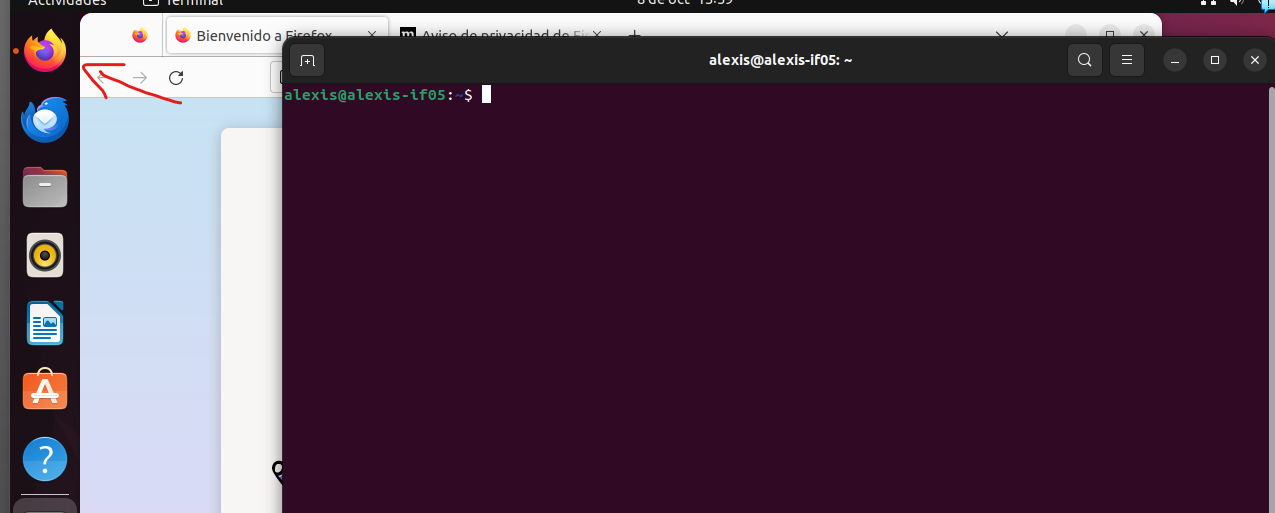 Actividades Terminal 8 de oct 15:39
Bienvenido a Firefox Aviso de privacidad de Fi
alexis@alexis-if05: ~
alexis@alexis-if05:~$